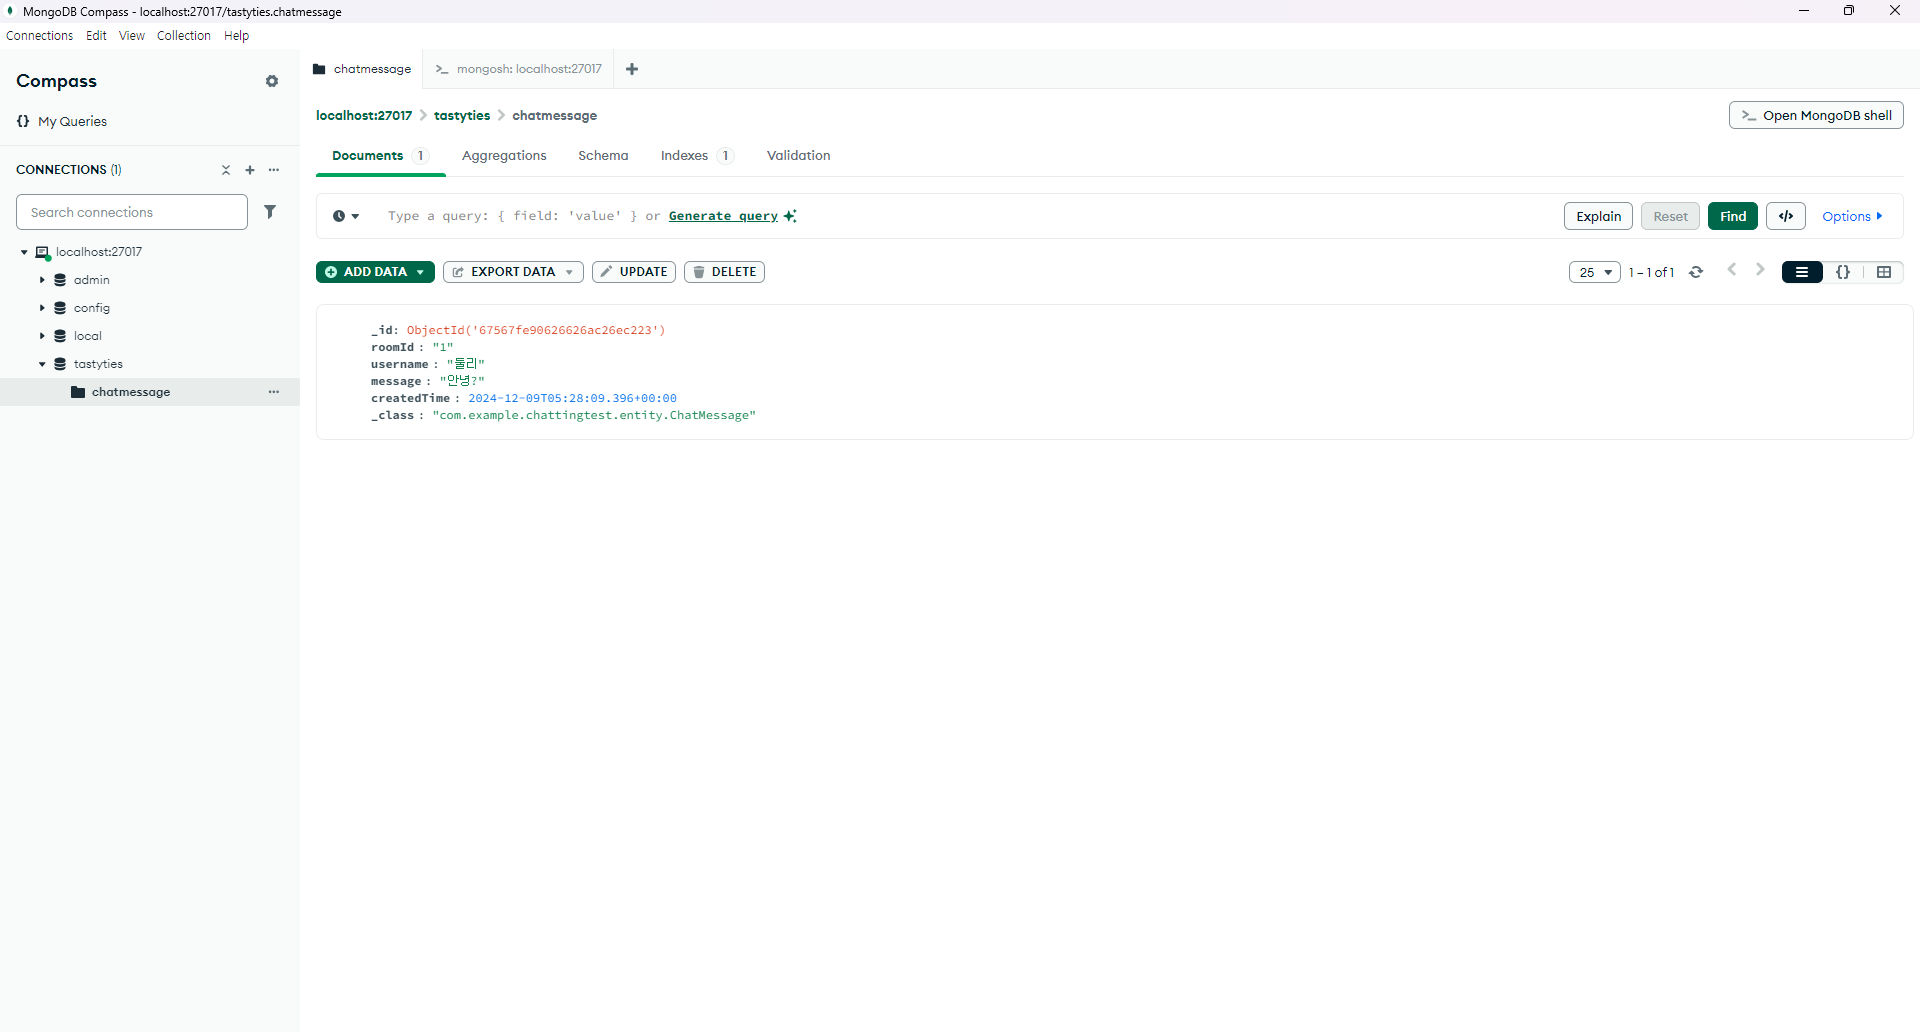 MongoDB Compass - localhost:27017/tastyties.chatmessage
Connections Edit View Collection Help
Compass
{} My Queries
CONNECTIONS (1)
Search connections
localhost:27017
admin
config
local
tastyties
chatmessage
chatmessage
>_ mongosh: localhost:27017
localhost:27017 > tastyties > chatmessage
>_ Open MongoDB shell
Documents 1 Aggregations Schema Indexes 1 Validation
Type a query: { field: 'value' } or Generate query
Explain Reset Find </> Options
ADD DATA EXPORT DATA UPDATE DELETE
25 1 – 1 of 1 {}
_id: ObjectId('67567fe90626626ac26ec223')
roomId : "1"
username : "둘리"
message : "안녕?"
createdTime : 2024-12-09T05:28:09.396+00:00
_class : "com.example.chattingtest.entity.ChatMessage"